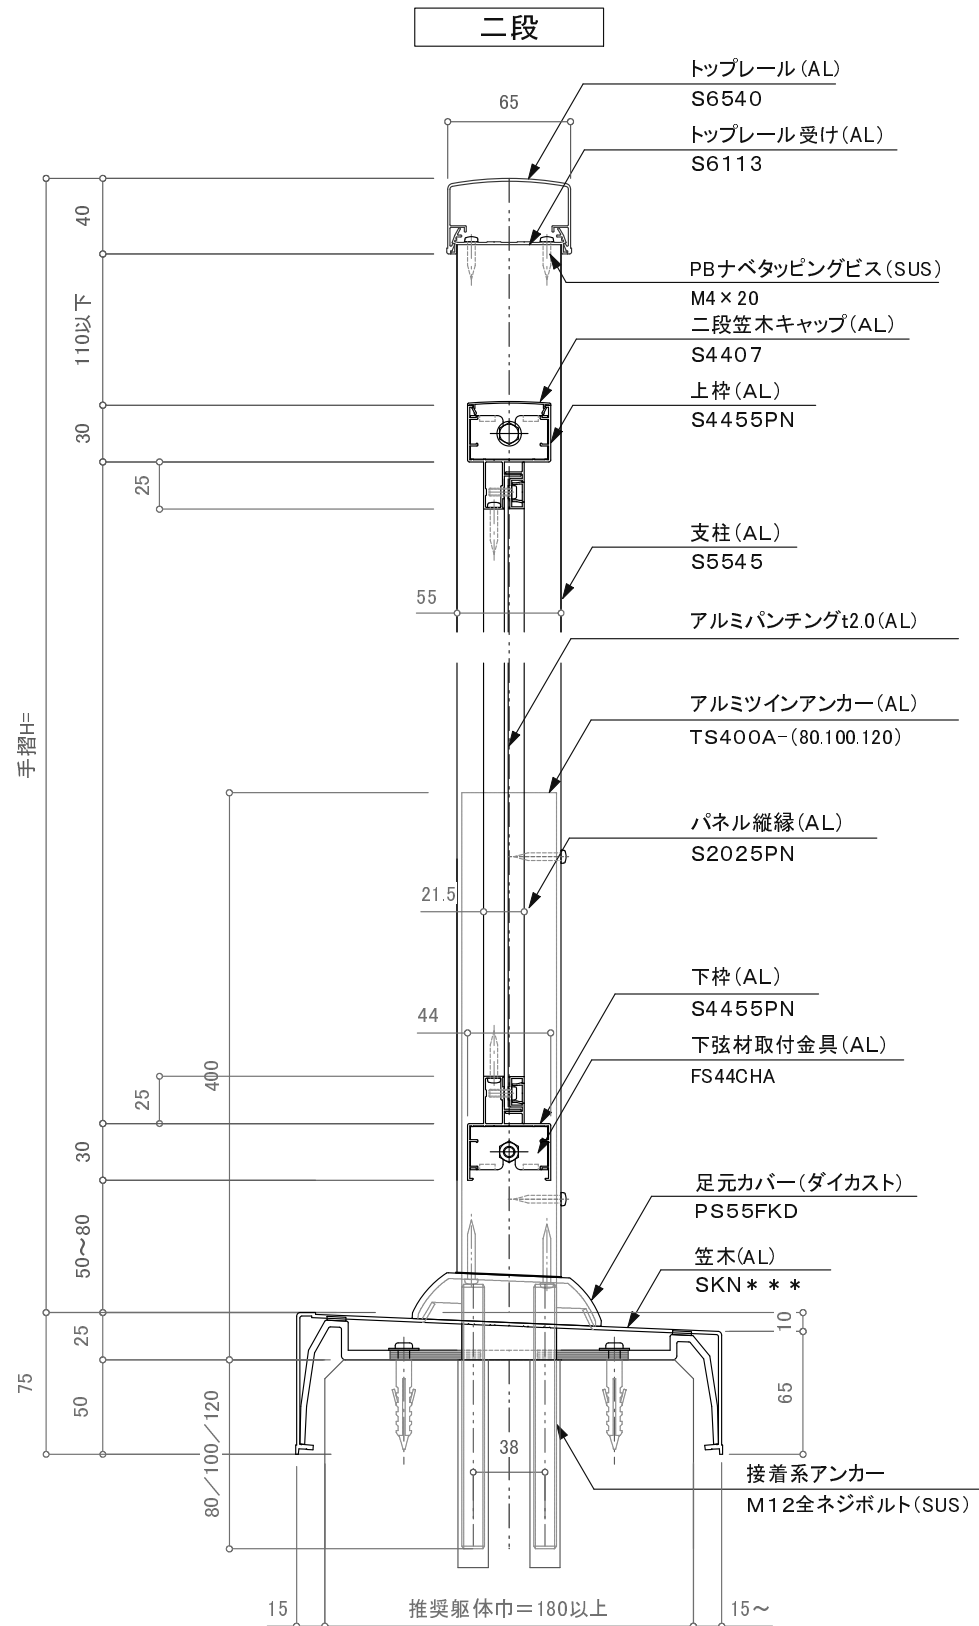 二段
トップレール(AL)
S6540
65
トップレール受け(AL)
S6113
40
PBナベタッピングビス(SUS)
M4×20
110以下
二段笠木キャップ(AL)
S4407
上枠(AL)
S4455PN
30
25
支柱(AL)
S5545
55
アルミパンチングt2.0(AL)
アルミツインアンカー(AL)
TS400A-(80.100.120)
手摺H=
パネル縦縁(AL)
S2025PN
21.5
下枠(AL)
S4455PN
44
下弦材取付金具(AL)
FS44CHA
400
25
30
足元カバー(ダイカスト)
PS55FKD
50～80
笠木(AL)
SKN＊＊＊
10
25
75
50
65
80/100/120
38
接着系アンカー
M12全ネジボルト(SUS)
15
推奨躯体巾=180以上
15～